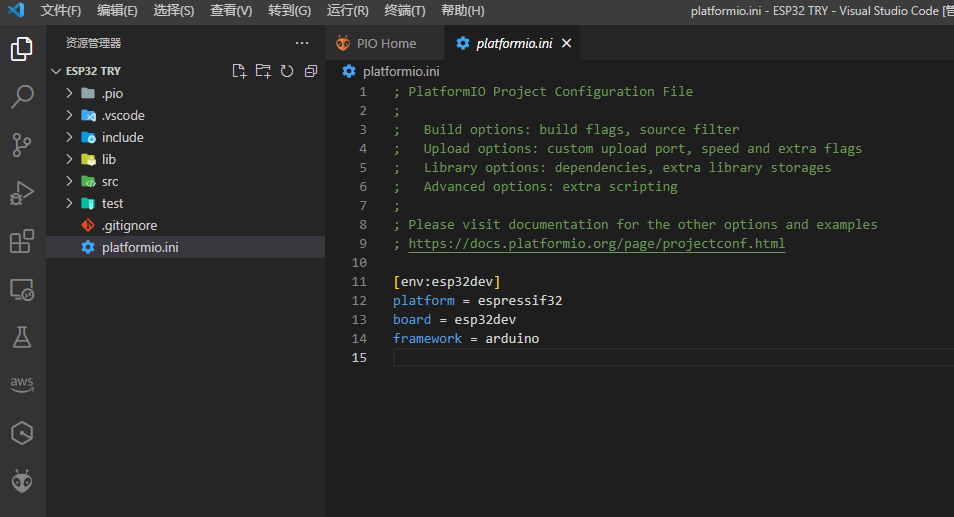 文件(F) 编辑(E) 选择(S) 查看(V) 转到(G) 运行(R) 终端(T) 帮助(H) platformio.ini - ESP32 TRY - Visual Studio Code [管
资源管理器 ···
PIO Home platformio.ini
ESP32 TRY
.pio
.vscode
include
lib
src
test
.gitignore
platformio.ini
aws
platformio.ini
1 ; PlatformIO Project Configuration File
2 ;
3 ;   Build options: build flags, source filter
4 ;   Upload options: custom upload port, speed and extra flags
5 ;   Library options: dependencies, extra library storages
6 ;   Advanced options: extra scripting
7 ;
8 ; Please visit documentation for the other options and examples
9 ; https://docs.platformio.org/page/projectconf.html
10
11 [env:esp32dev]
12 platform = espressif32
13 board = esp32dev
14 framework = arduino
15